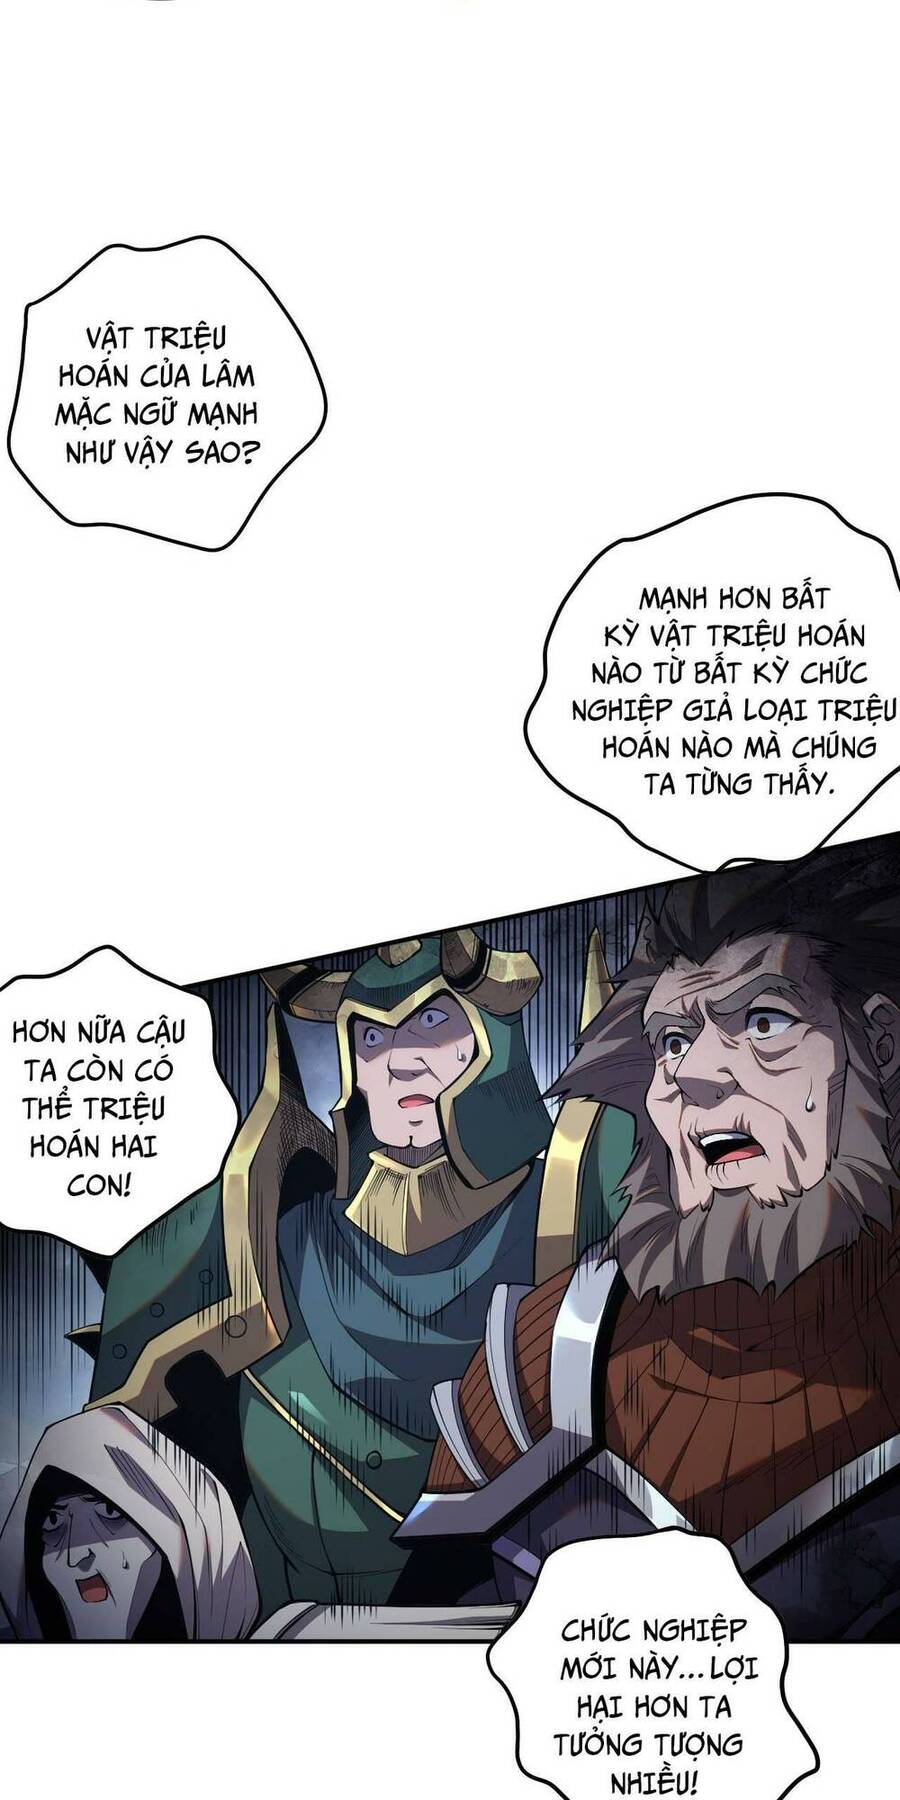 VẬT TRIỆU
HOÁN CỦA LÂM
MẶC NGỮ MẠNH
NHƯ VẬY SAO?
MẠNH HƠN BẤT
KỲ VẬT TRIỆU HOÁN
NÀO TỪ BẤT KỲ CHỨC
NGHIỆP GIẢ LOẠI TRIỆU
HOÁN NÀO MÀ CHÚNG
TA TỪNG THẤY.
HƠN NỮA CẬU
TA CÒN CÓ
THỂ TRIỆU
HOÁN HAI
CON!
CHỨC NGHIỆP
MỚI NÀY...LỢI
HẠI HƠN TA
TƯỞNG TƯỢNG
NHIỀU!